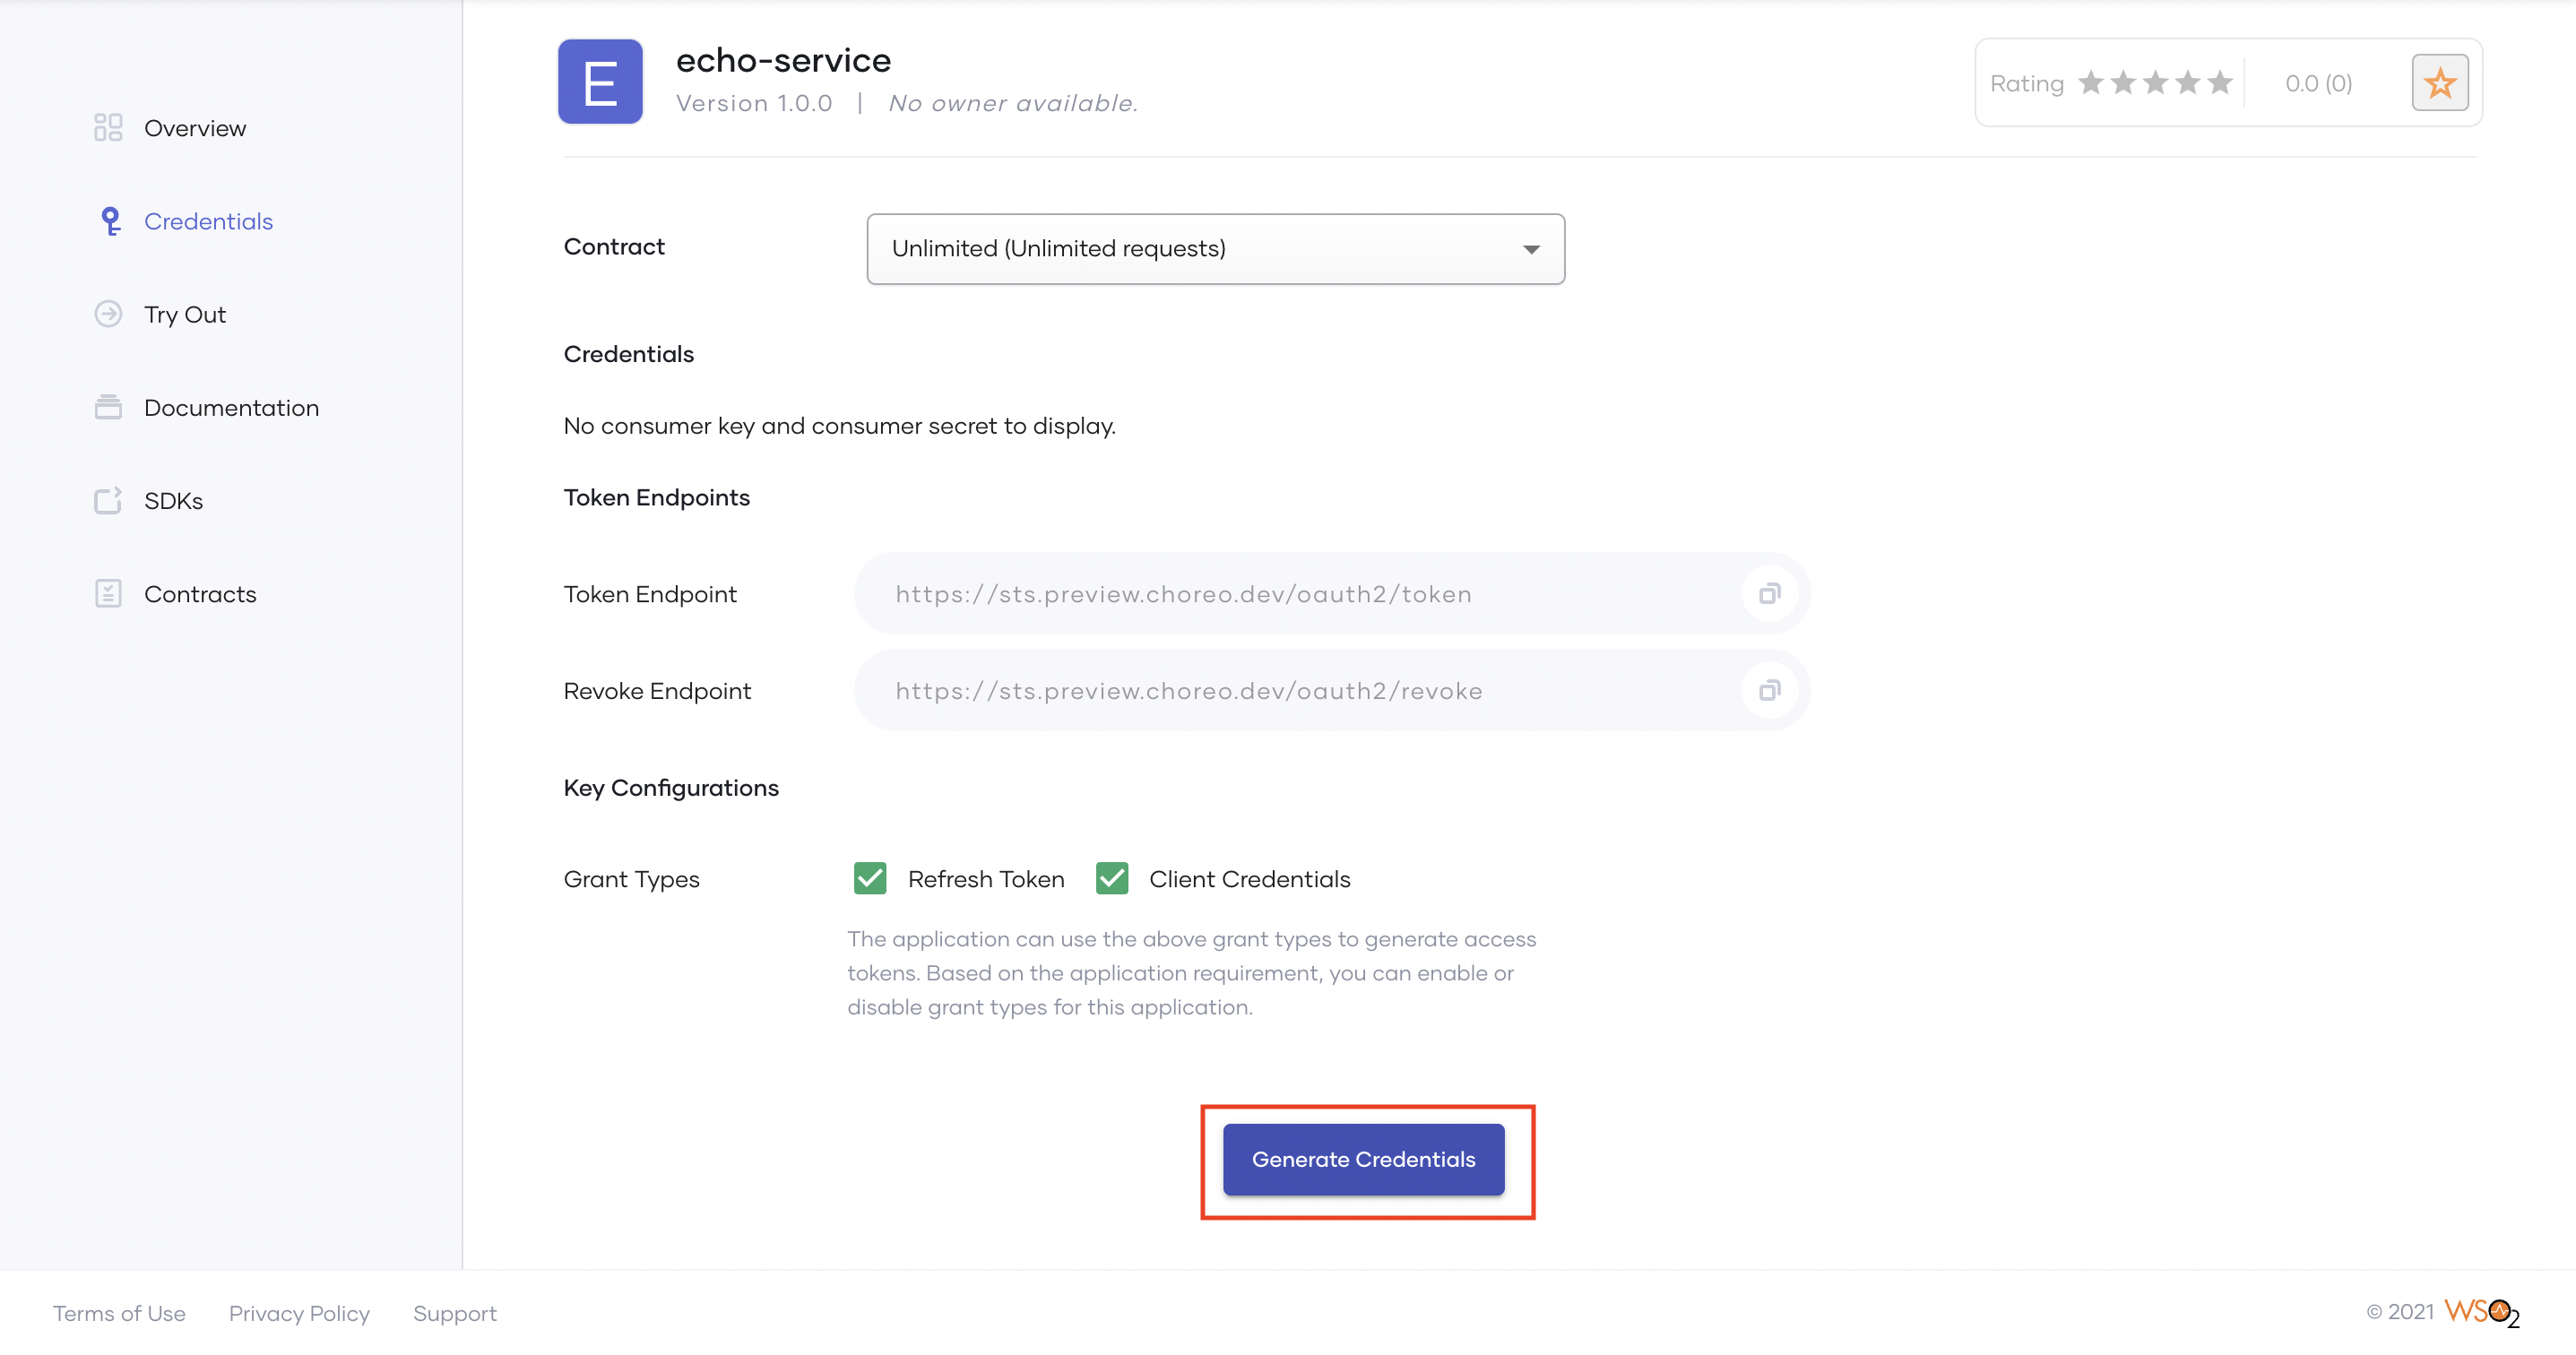 Overview
Credentials
Try Out
Documentation
SDKs
Contracts
E
echo-service
Version 1.0.0 | No owner available.
Rating 0.0 (0)
Contract
Unlimited (Unlimited requests)
Credentials
No consumer key and consumer secret to display.
Token Endpoints
Token Endpoint
https://sts.preview.choreo.dev/oauth2/token
Revoke Endpoint
https://sts.preview.choreo.dev/oauth2/revoke
Key Configurations
Grant Types
Refresh Token
Client Credentials
The application can use the above grant types to generate access
tokens. Based on the application requirement, you can enable or
disable grant types for this application.
Generate Credentials
Terms of Use
Privacy Policy
Support
© 2021 WSO2